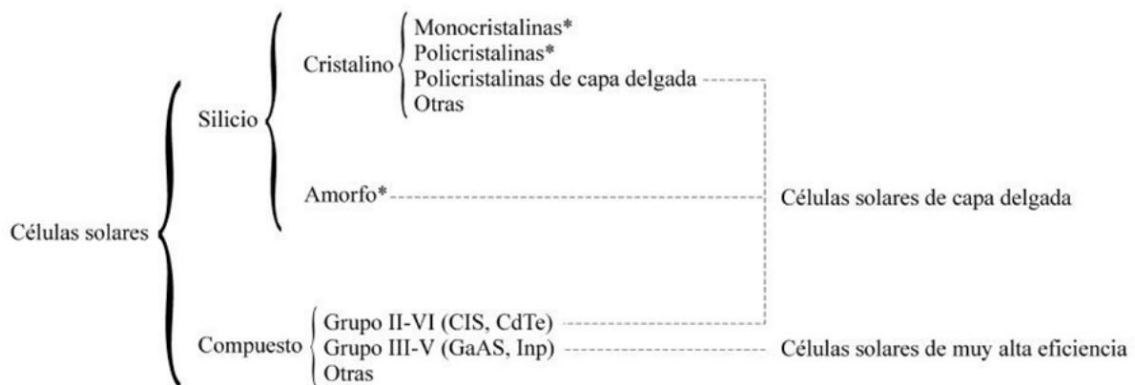 Monocristalinas*
Policristalinas*
Cristalino
Policristalinas de capa delgada
Otras
Silicio
Amorfo*
Células solares de capa delgada
Células solares
Grupo II-VI (CIS, CdTe)
Compuesto
Grupo III-V (GaAS, Inp)
Células solares de muy alta eficiencia
Otras